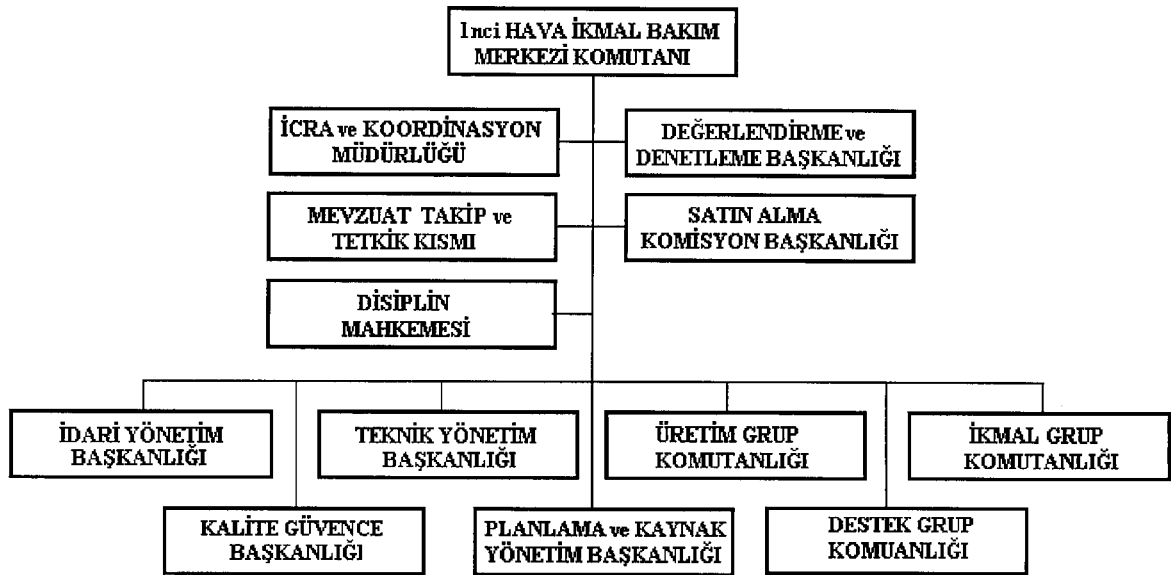 1nci HAVA İKMAL BAKIM
MERKEZİ KOMUTANI
İCRA ve KOORDINASYON
MÜDÜRLÜĞÜ
DEĞERLENDİRME ve
DENETLEME BAŞKANLIĞI
MEVZUAT TAKİP ve
TETKİK KISMI
SATIN ALMA
KOMİSYON BAŞKANLIĞI
DİSİPLİN
MAHKEMESİ
İDARİ YÖNETİM
BAŞKANLIĞI
TEKNİK YÖNETİM
BAŞKANLIĞI
ÜRETİM GRUP
KOMUTANLIĞI
İKMAL GRUP
KOMUTANLIĞI
KALİTE GÜVENCE
BAŞKANLIĞI
PLANLAMA ve KAYNAK
YÖNETİM BAŞKANLIĞI
DESTEK GRUP
KOMUANLIĞI